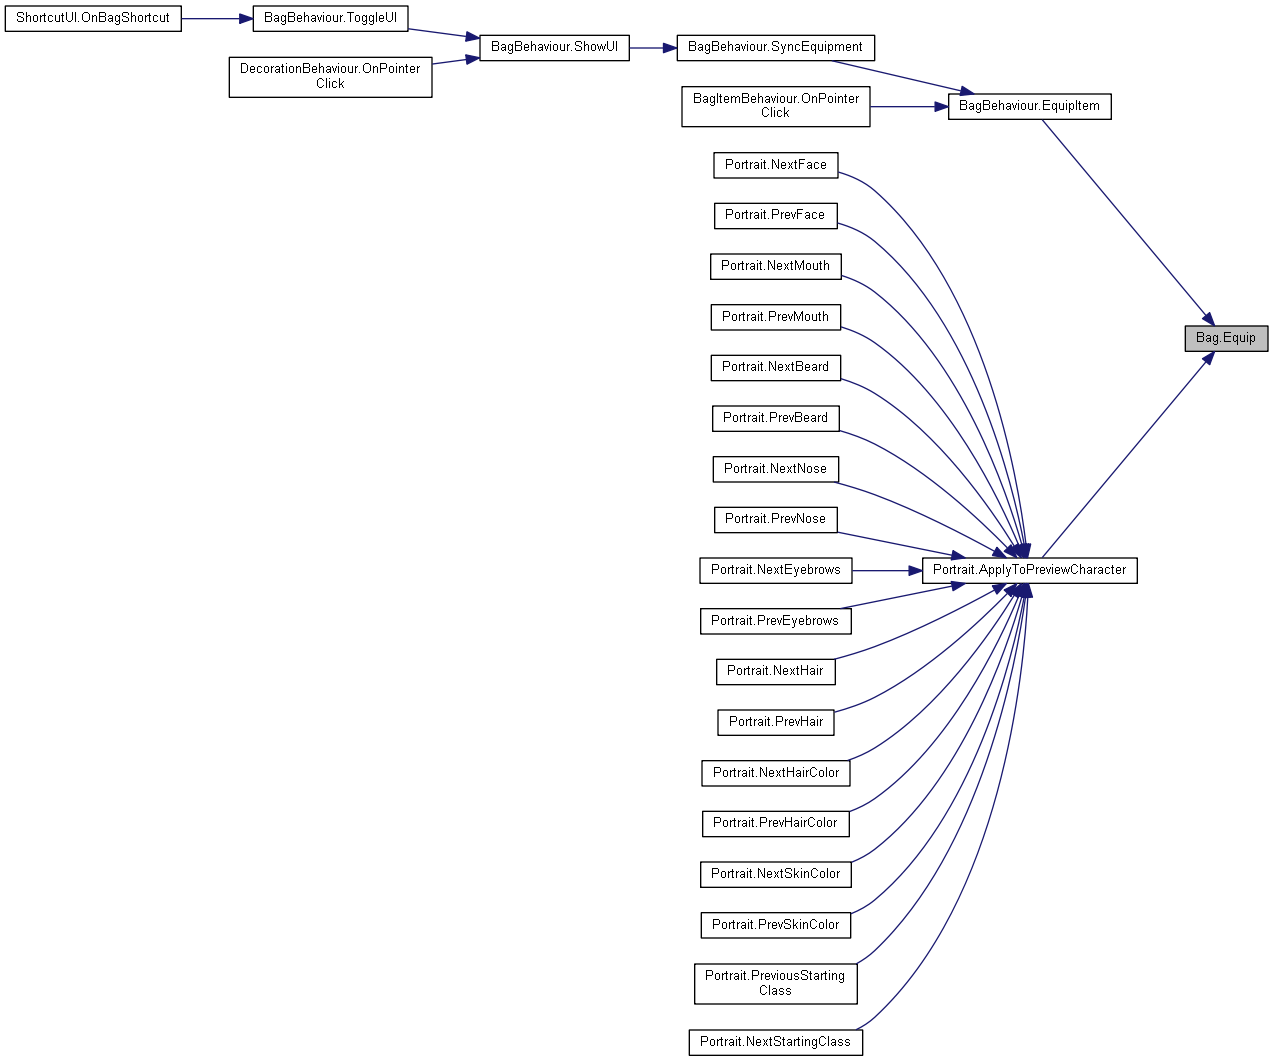 ShortcutUI.OnBagShortcut
BagBehaviour.ToggleUI
DecorationBehaviour.OnPointer
Click
BagBehaviour.ShowUI
BagBehaviour.SyncEquipment
BagItemBehaviour.OnPointer
Click
BagBehaviour.EquipItem
Portrait.NextFace
Portrait.PrevFace
Portrait.NextMouth
Portrait.PrevMouth
Portrait.NextBeard
Portrait.PrevBeard
Portrait.NextNose
Portrait.PrevNose
Portrait.NextEyebrows
Portrait.PrevEyebrows
Portrait.NextHair
Portrait.PrevHair
Portrait.NextHairColor
Portrait.PrevHairColor
Portrait.NextSkinColor
Portrait.PrevSkinColor
Portrait.PreviousStarting
Class
Portrait.NextStartingClass
Portrait.ApplyToPreviewCharacter
Bag.Equip